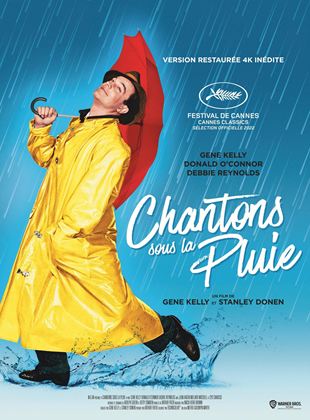 VERSION RESTAURÉE 4K INÉDITE
FESTIVAL DE CANNES
CANNES CLASSICS
SÉLECTION OFFICIELLE 2022
GENE KELLY
DONALD O'CONNOR
DEBBIE REYNOLDS
Chantons
sous la
Pluie
UN FILM DE
GENE KELLY ET STANLEY DONEN
WARNER BROS.